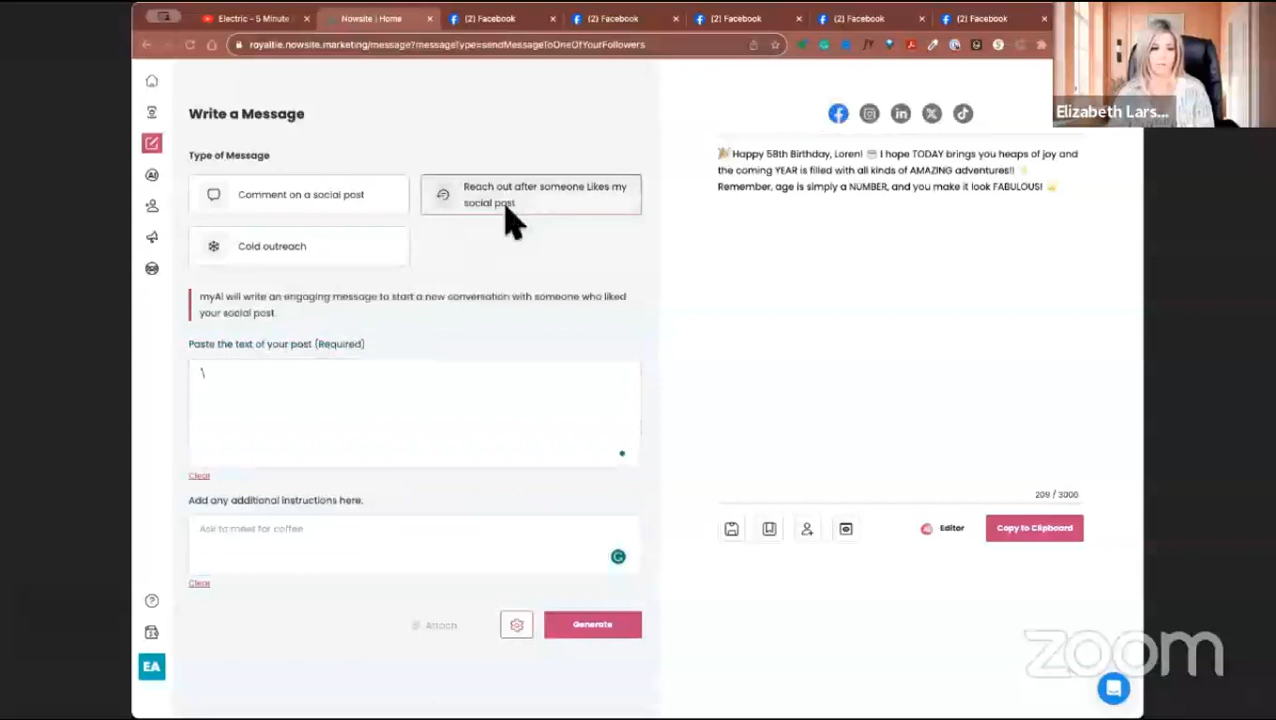 Electric - 5 Minute
Nowsite | Home
(2) Facebook
(2) Facebook
(2) Facebook
(2) Facebook
(2) Facebook
royaltie.nowsite.marketing/message?messageType=sendMessageToOneOfYourFollowers
Elizabeth Lars...
Write a Message
Type of Message
Comment on a social post
Reach out after someone Likes my
social post
Cold outreach
myAI will write an engaging message to start a new conversation with someone who liked
your social post.
Paste the text of your post (Required)
\
Clear
Add any additional instructions here.
Ask to meet for coffee
Clear
Attach
Generate
AI
EA
Happy 58th Birthday, Loren! I hope TODAY brings you heaps of joy and
the coming YEAR is filled with all kinds of AMAZING adventures!!
Remember, age is simply a NUMBER, and you make it look FABULOUS!
209 / 3000
Editor
Copy to Clipboard
zoom